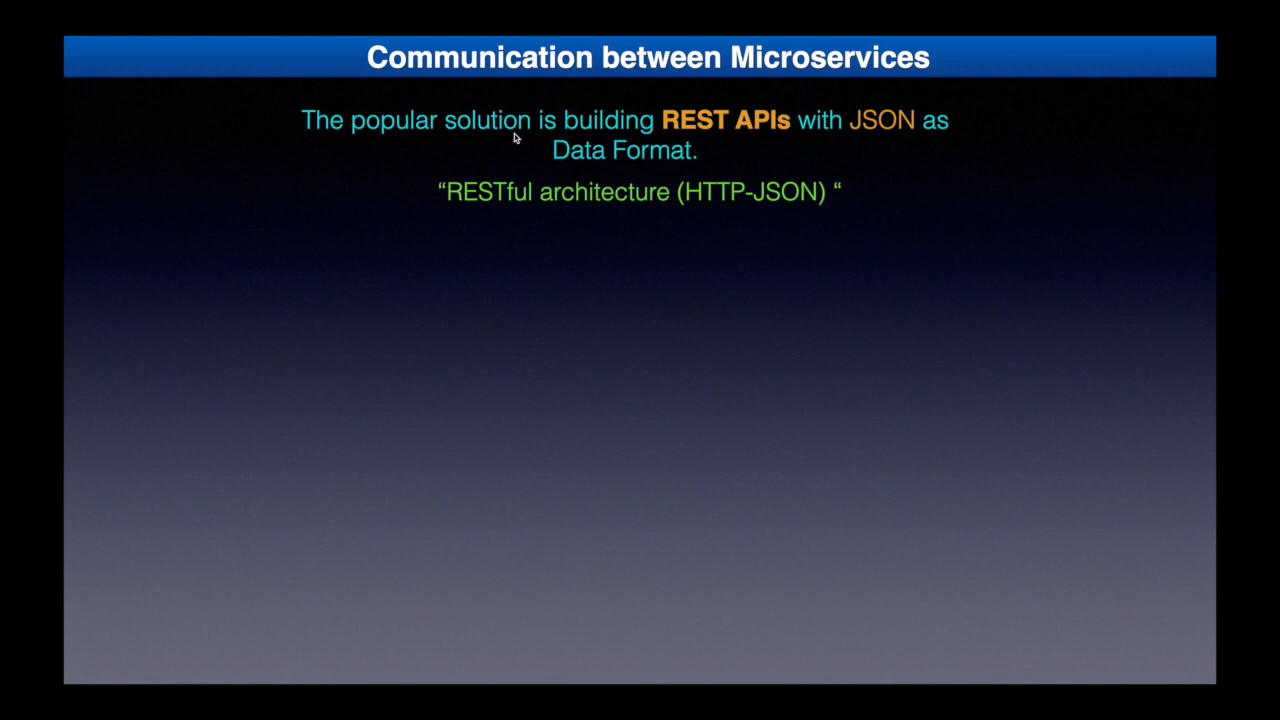 Communication between Microservices
The popular solution is building REST APIs with JSON as
Data Format.
“RESTful architecture (HTTP-JSON) “